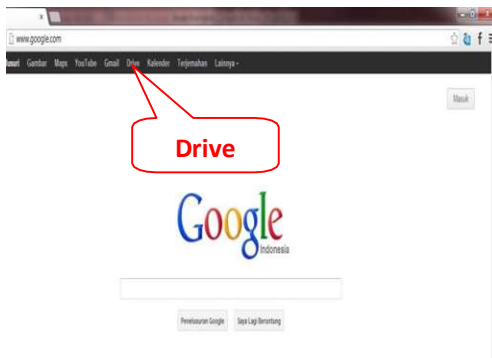 www.google.com
Gambar Maps YouTube Gmail Drive Kalender Terjemahan Lainnya
Masuk
Drive
Google
Indonesia
Penelusuran Google Saya Lagi Beruntung